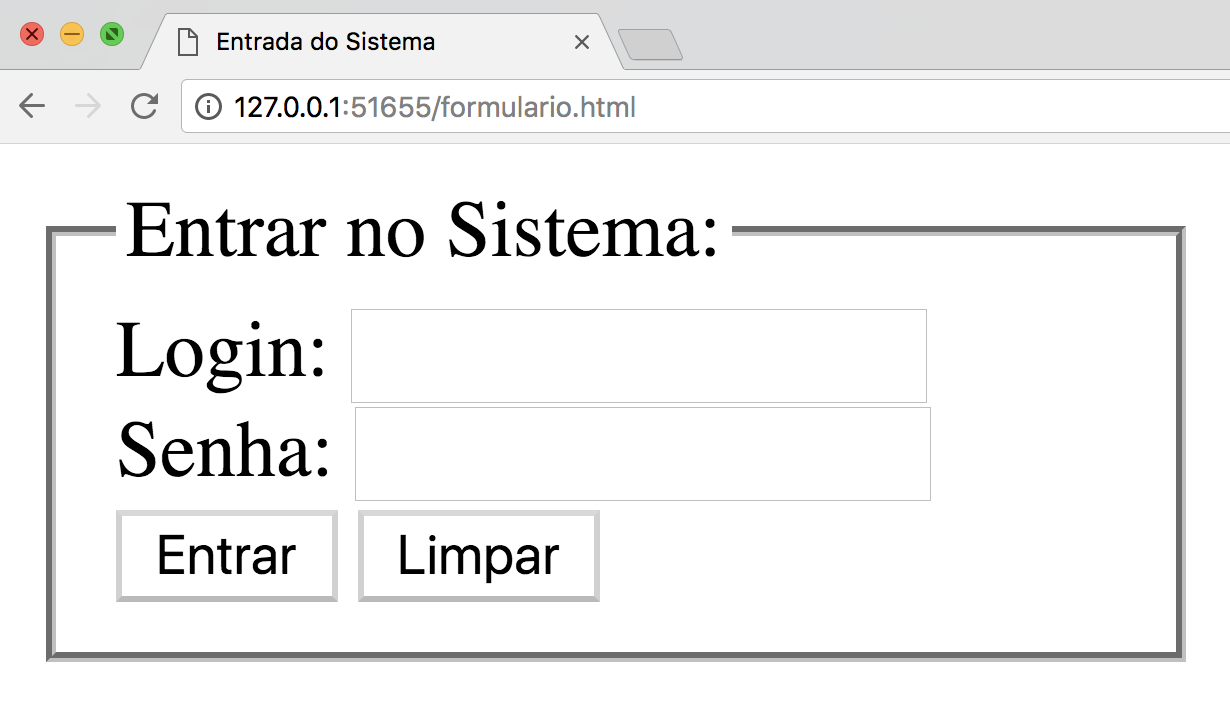 Entrada do Sistema
127.0.0.1:51655/formulario.html
Entrar no Sistema:
Login:
Senha:
Entrar Limpar